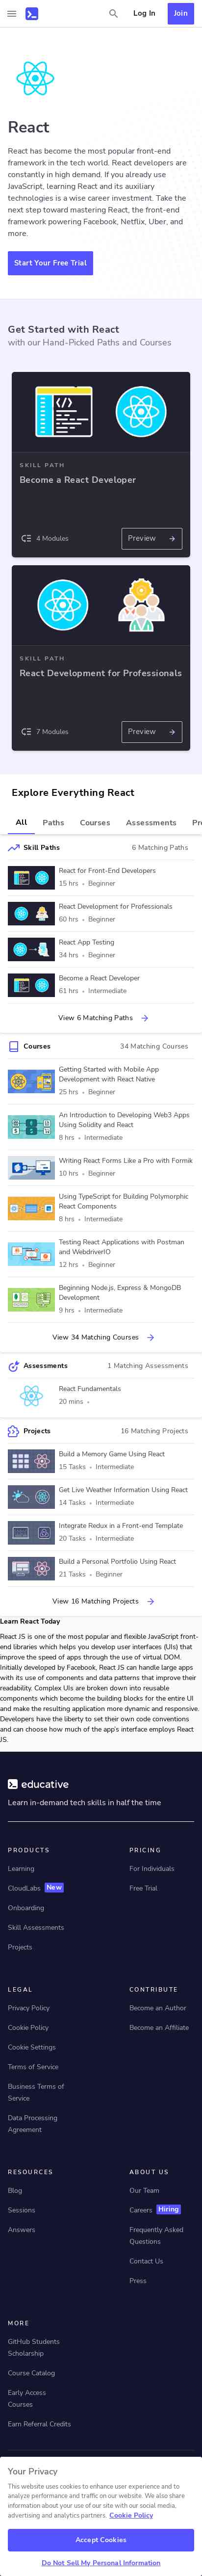 Log In
Join
React
React has become the most popular front-end
framework in the tech world. React developers are
constantly in high demand. If you already use
JavaScript, learning React and its auxiliary
technologies is a wise career investment. Take the
next step toward mastering React, the front-end
framework powering Facebook, Netflix, Uber, and
more.
Start Your Free Trial
Get Started with React
with our Hand-Picked Paths and Courses
SKILL PATH
Become a React Developer
4 Modules
Preview
SKILL PATH
React Development for Professionals
7 Modules
Preview
Explore Everything React
All Paths Courses Assessments Pr
Skill Paths 6 Matching Paths
React for Front-End Developers
15 hrs • Beginner
React Development for Professionals
60 hrs • Beginner
React App Testing
34 hrs • Beginner
Become a React Developer
61 hrs • Intermediate
View 6 Matching Paths
Courses 34 Matching Courses
Getting Started with Mobile App
Development with React Native
25 hrs • Beginner
An Introduction to Developing Web3 Apps
Using Solidity and React
8 hrs • Intermediate
Writing React Forms Like a Pro with Formik
10 hrs • Beginner
Using TypeScript for Building Polymorphic
React Components
8 hrs • Intermediate
Testing React Applications with Postman
and WebdriverIO
12 hrs • Beginner
Beginning Node.js, Express & MongoDB
Development
9 hrs • Intermediate
View 34 Matching Courses
Assessments 1 Matching Assessments
React Fundamentals
20 mins •
Projects 16 Matching Projects
Build a Memory Game Using React
15 Tasks • Intermediate
Get Live Weather Information Using React
14 Tasks • Intermediate
Integrate Redux in a Front-end Template
20 Tasks • Intermediate
Build a Personal Portfolio Using React
21 Tasks • Beginner
View 16 Matching Projects
Learn React Today
React JS is one of the most popular and flexible JavaScript front-
end libraries which helps you develop user interfaces (UIs) that
improve the speed of apps through the use of virtual DOM.
Initially developed by Facebook, React JS can handle large apps
with its use of components and data patterns that improve their
readability. Complex UIs are broken down into reusable
components which become the building blocks for the entire UI
and make the resulting application more dynamic and responsive.
Developers have the liberty to set their own code conventions
and can choose how much of the app's interface employs React
JS.
educative
Learn in-demand tech skills in half the time
PRODUCTS
Learning
CloudLabs New
Onboarding
Skill Assessments
Projects
PRICING
For Individuals
Free Trial
LEGAL
Privacy Policy
Cookie Policy
Cookie Settings
Terms of Service
Business Terms of
Service
Data Processing
Agreement
CONTRIBUTE
Become an Author
Become an Affiliate
RESOURCES
Blog
Sessions
Answers
ABOUT US
Our Team
Careers Hiring
Frequently Asked
Questions
Contact Us
Press
MORE
GitHub Students
Scholarship
Course Catalog
Early Access
Courses
Earn Referral Credits
Your Privacy
This website uses cookies to enhance user experience and to
analyze performance and traffic on our website. We also share
information about your use of our site with our social media,
advertising and analytics partners. Cookie Policy
Accept Cookies
Do Not Sell My Personal Information